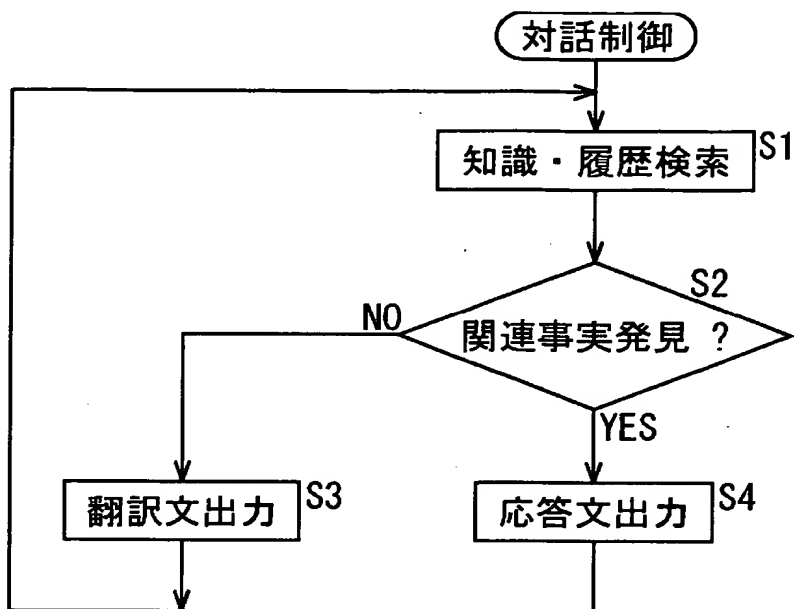 対話制御
知識・履歴検索
S1
S2
関連事実発見 ?
NO
YES
翻訳文出力
S3
応答文出力
S4